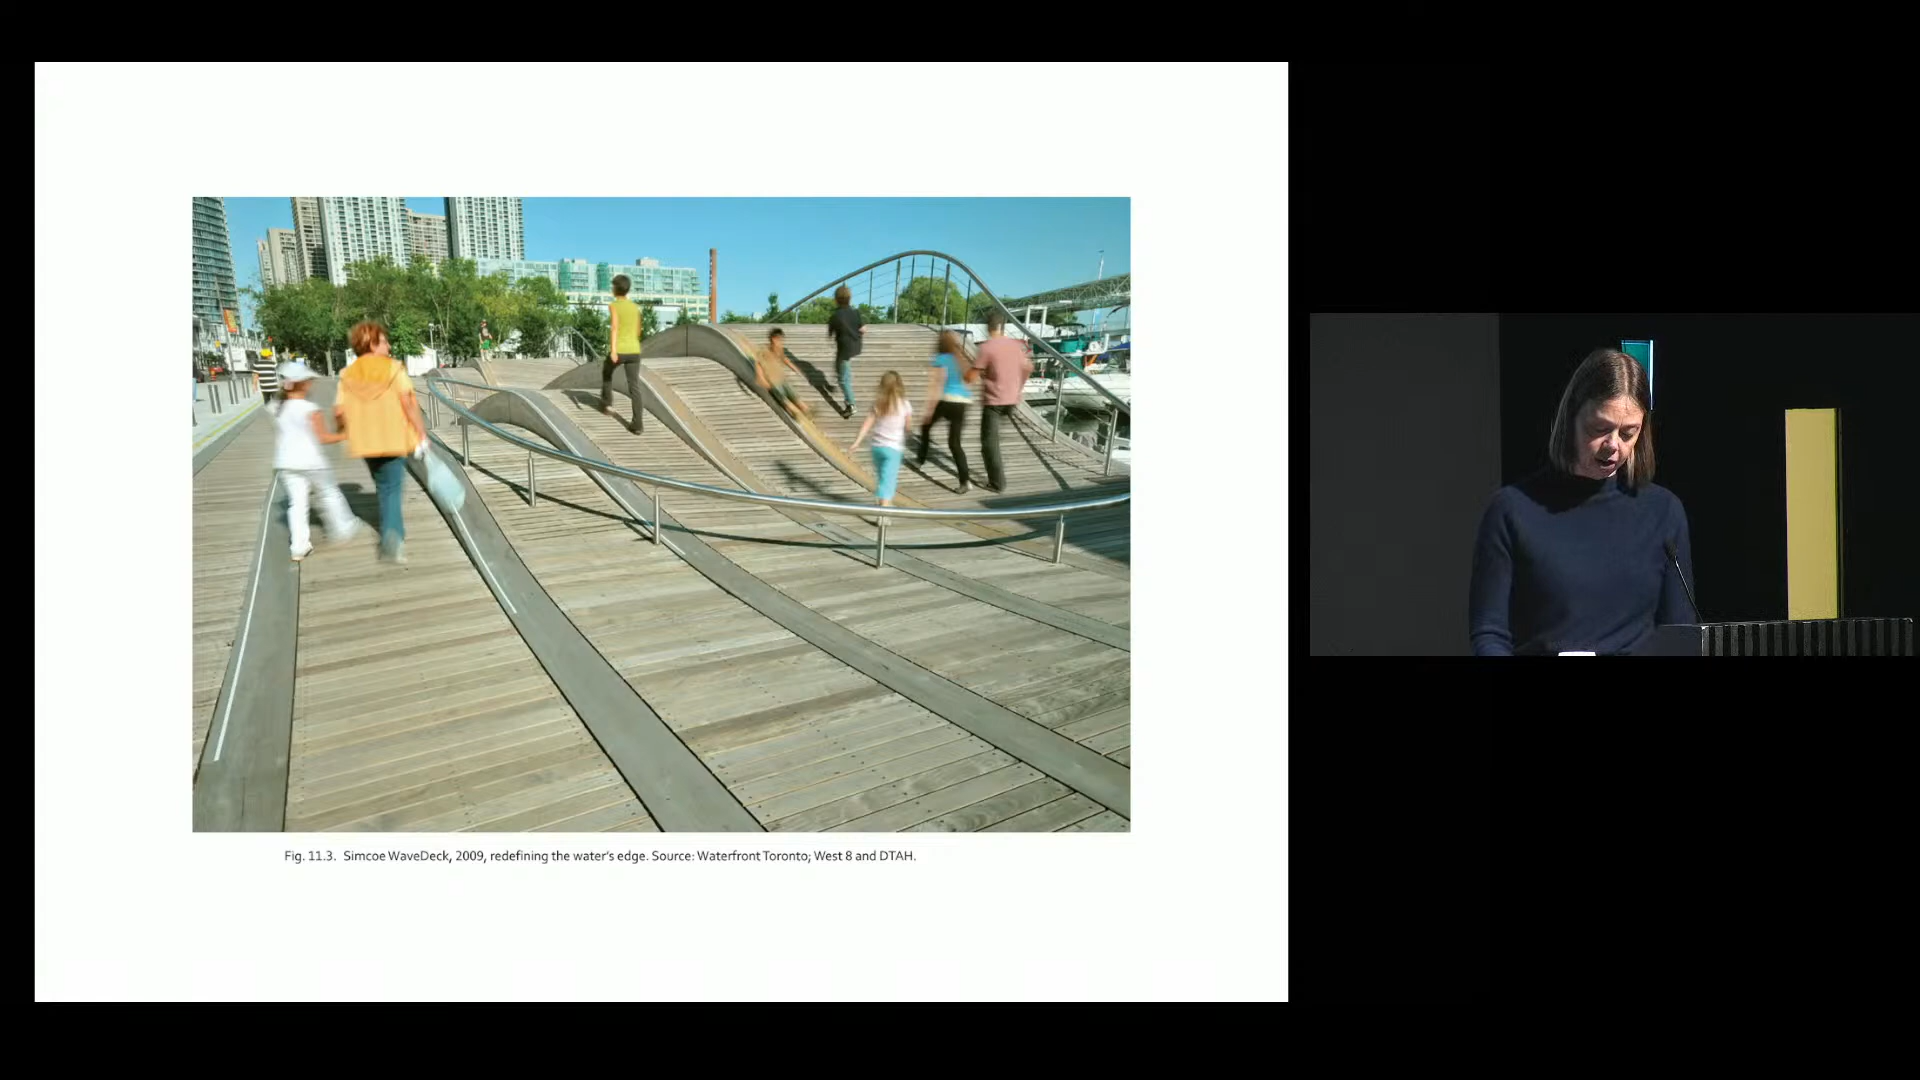 Fig. 11.3. Simcoe WaveDeck, 2009, redefining the water's edge. Source: Waterfront Toronto; West 8 and DTAH.